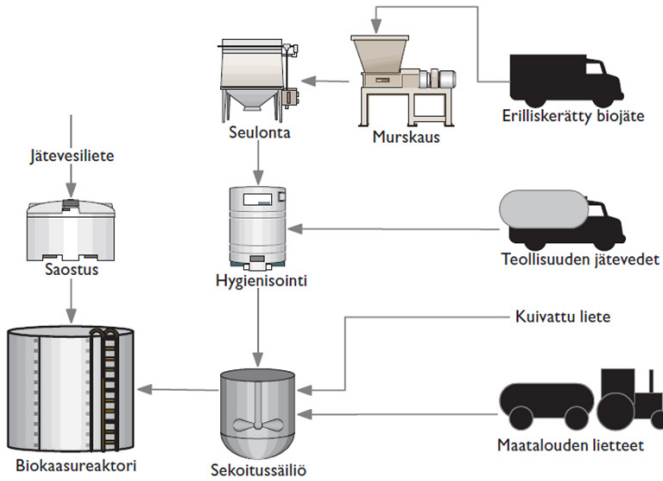 Seulonta
Murskaus
Erilliskerätty biojäte
Jätevesiliete
Saostus
Hygienisointi
Teollisuuden jätevedet
Kuivattu liete
Biokaasureaktori
Sekoitussäiliö
Maatalouden lietteet